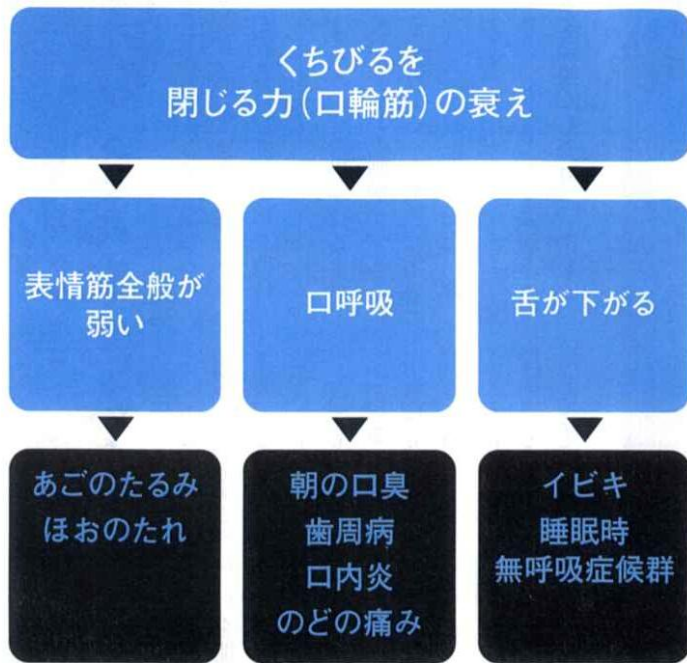 くちびるを
閉じる力(口輪筋)の衰え
表情筋全般が
弱い
口呼吸
舌が下がる
あごのたるみ
ほおのたれ
朝の口臭
歯周病
口内炎
のどの痛み
イビキ
睡眠時
無呼吸症候群